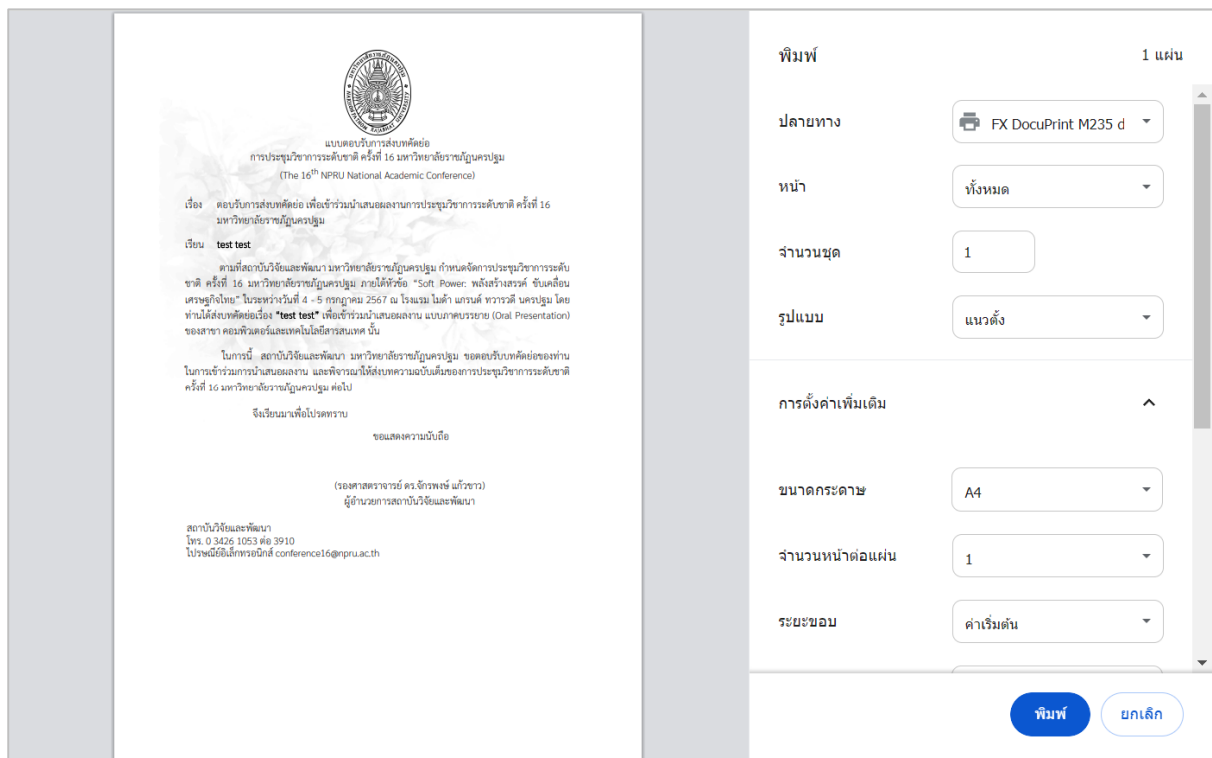 มหาวิทยาลัยราชภัฏนครปฐม
NAKHON PATHOM RAJABHAT UNIVERSITY
แบบตอบรับการส่งบทคัดย่อ
การประชุมวิชาการระดับชาติ ครั้งที่ 16 มหาวิทยาลัยราชภัฏนครปฐม
(The 16th NPRU National Academic Conference)
เรื่อง ตอบรับการส่งบทคัดย่อ เพื่อเข้าร่วมนำเสนอผลงานการประชุมวิชาการระดับชาติ ครั้งที่ 16
มหาวิทยาลัยราชภัฏนครปฐม
เรียน test test
ตามที่สถาบันวิจัยและพัฒนา มหาวิทยาลัยราชภัฏนครปฐม กำหนดจัดการประชุมวิชาการระดับ
ชาติ ครั้งที่ 16 มหาวิทยาลัยราชภัฏนครปฐม ภายใต้หัวข้อ "Soft Power: พลังสร้างสรรค์ ขับเคลื่อน
เศรษฐกิจไทย" ในระหว่างวันที่ 4 - 5 กรกฎาคม 2567 ณ โรงแรม ไมด้า แกรนด์ ทวารวดี นครปฐม โดย
ท่านได้ส่งบทคัดย่อเรื่อง "test test" เพื่อเข้าร่วมนำเสนอผลงาน แบบภาคบรรยาย (Oral Presentation)
ของสาขา คอมพิวเตอร์และเทคโนโลยีสารสนเทศ นั้น
ในการนี้ สถาบันวิจัยและพัฒนา มหาวิทยาลัยราชภัฏนครปฐม ขอตอบรับบทคัดย่อของท่าน
ในการเข้าร่วมการนำเสนอผลงาน และพิจารณาให้ส่งบทความฉบับเต็มของการประชุมวิชาการระดับชาติ
ครั้งที่ 16 มหาวิทยาลัยราชภัฏนครปฐม ต่อไป
จึงเรียนมาเพื่อโปรดทราบ
ขอแสดงความนับถือ
(รองศาสตราจารย์ ดร.จักรพงษ์ แก้วขาว)
ผู้อำนวยการสถาบันวิจัยและพัฒนา
สถาบันวิจัยและพัฒนา
โทร. 0 3426 1053 ต่อ 3910
ไปรษณีย์อิเล็กทรอนิกส์ conference16@npru.ac.th
พิมพ์ 1 แผ่น
ปลายทาง FX DocuPrint M235 d
หน้า ทั้งหมด
จำนวนชุด 1
รูปแบบ แนวตั้ง
การตั้งค่าเพิ่มเติม
ขนาดกระดาษ A4
จำนวนหน้าต่อแผ่น 1
ระยะขอบ ค่าเริ่มต้น
พิมพ์ ยกเลิก